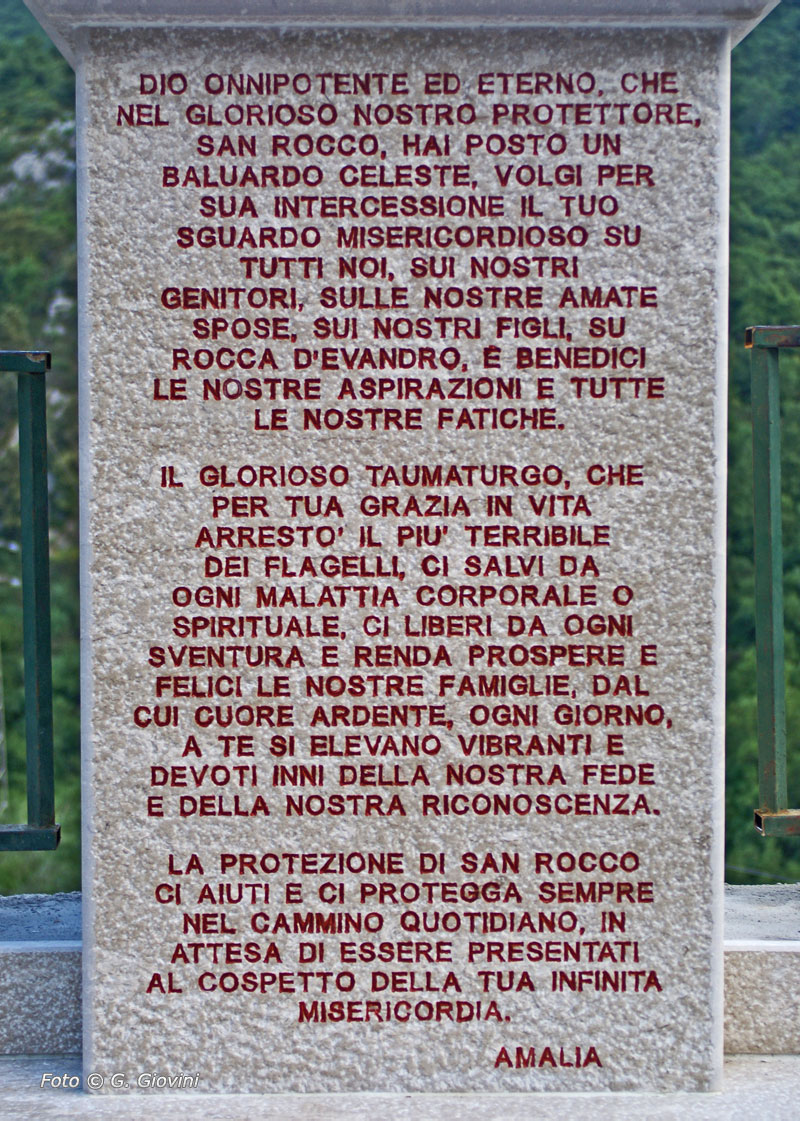 DIO ONNIPOTENTE ED ETERNO, CHE
NEL GLORIOSO NOSTRO PROTETTORE,
SAN ROCCO, HAI POSTO UN
BALUARDO CELESTE, VOLGI PER
SUA INTERCESSIONE IL TUO
SGUARDO MISERICORDIOSO SU
TUTTI NOI, SUI NOSTRI
GENITORI, SULLE NOSTRE AMATE
SPOSE, SUI NOSTRI FIGLI, SU
ROCCA D'EVANDRO, E BENEDICI
LE NOSTRE ASPIRAZIONI E TUTTE
LE NOSTRE FATICHE.
IL GLORIOSO TAUMATURGO, CHE
PER TUA GRAZIA IN VITA
ARRESTO' IL PIU' TERRIBILE
DEI FLAGELLI, CI SALVI DA
OGNI MALATTIA CORPORALE O
SPIRITUALE, CI LIBERI DA OGNI
SVENTURA E RENDA PROSPERE E
FELICI LE NOSTRE FAMIGLIE, DAL
CUI CUORE ARDENTE, OGNI GIORNO,
A TE SI ELEVANO VIBRANTI E
DEVOTI INNI DELLA NOSTRA FEDE
E DELLA NOSTRA RICONOSCENZA.
LA PROTEZIONE DI SAN ROCCO
CI AIUTI E CI PROTEGGA SEMPRE
NEL CAMMINO QUOTIDIANO, IN
ATTESA DI ESSERE PRESENTATI
AL COSPETTO DELLA TUA INFINITA
MISERICORDIA.
AMALIA
Foto © G. Giovini